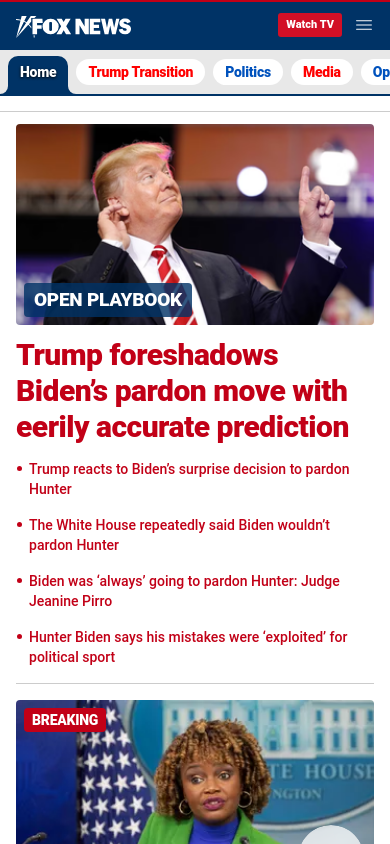 FOX NEWS
Watch TV
Home
Trump Transition
Politics
Media
Op
OPEN PLAYBOOK
Trump foreshadows
Biden’s pardon move with
eerily accurate prediction
Trump reacts to Biden’s surprise decision to pardon
Hunter
The White House repeatedly said Biden wouldn’t
pardon Hunter
Biden was ‘always’ going to pardon Hunter: Judge
Jeanine Pirro
Hunter Biden says his mistakes were ‘exploited’ for
political sport
BREAKING
TE HOUSE
NGTON